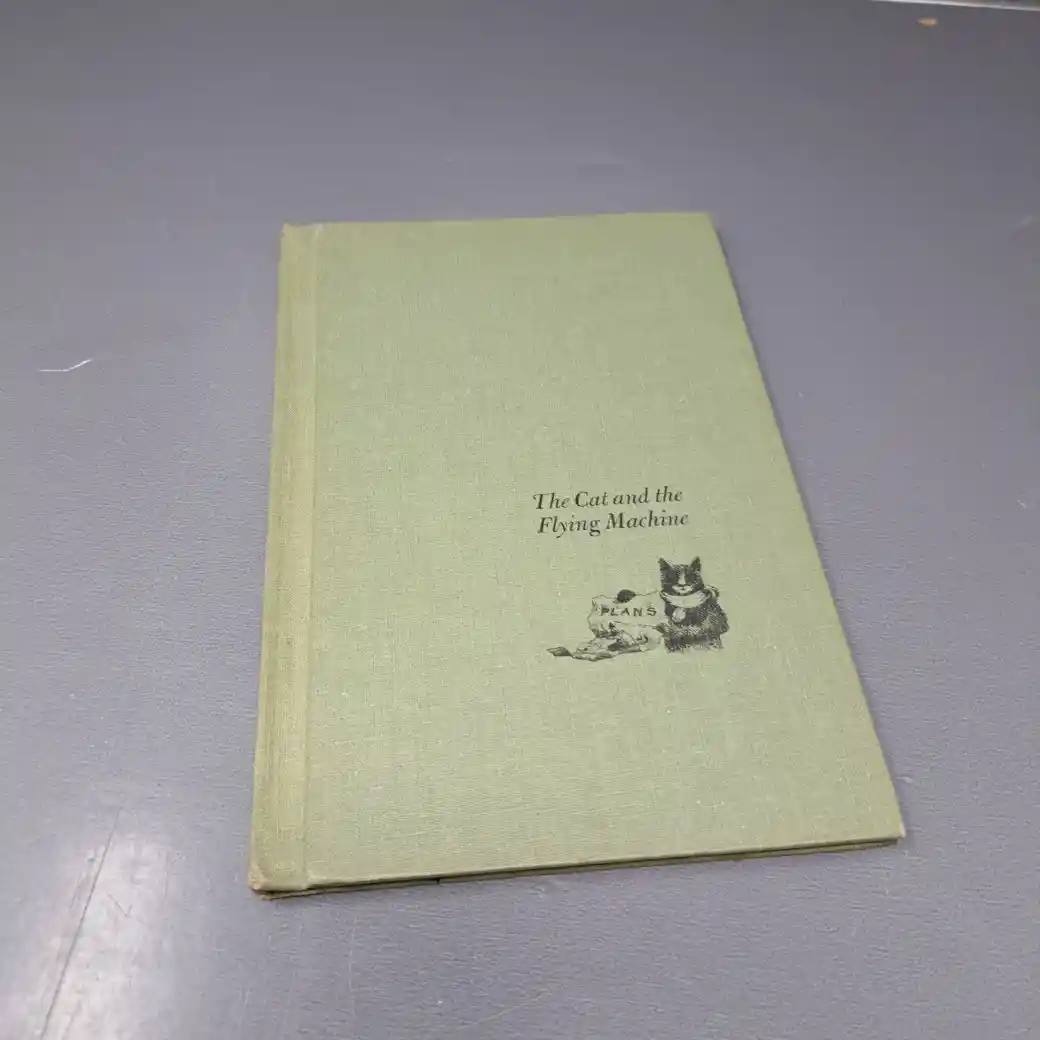 The Cat and the
Flying Machine
PLANS